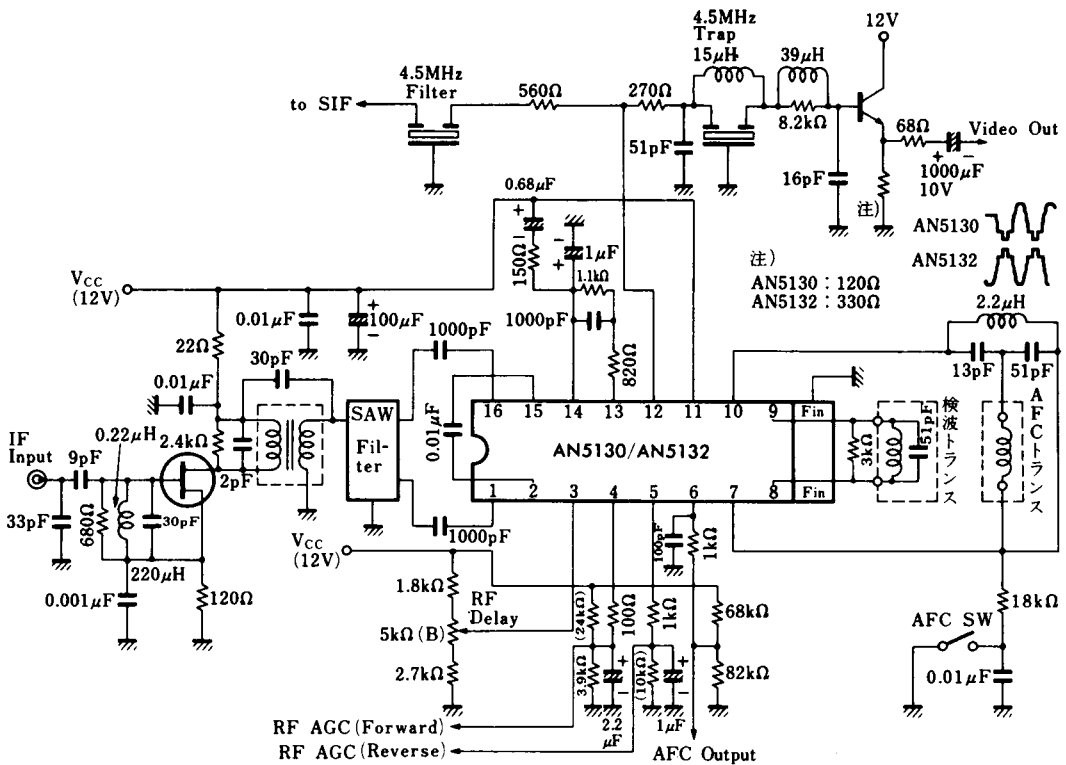 4.5MHz
Trap
15μH
39μH
12V
4.5MHz
Filter
to SIF
560Ω
270Ω
8.2kΩ
68Ω
Video Out
51pF
16pF
+ −
1000μF
10V
注)
0.68μF
+
150Ω
−
1μF
+
1.1kΩ
AN5130
AN5132
注)
AN5130：120Ω
AN5132：330Ω
VCC
(12V)
0.01μF
+
100μF
−
1000pF
1000pF
820Ω
2.2μH
13pF
51pF
22Ω
30pF
0.01μF
SAW
Fil-
ter
0.01μF
16 15 14 13 12 11 10 9 Fin
AN5130/AN5132
1 2 3 4 5 6 7 8 Fin
3kΩ
51pF
検波トランス
AFCトランス
IF
Input
9pF
0.22μH
2.4kΩ
2pF
33pF
680Ω
30pF
220μH
0.001μF
120Ω
1000pF
VCC
(12V)
100pF
1kΩ
1.8kΩ
RF
Delay
5kΩ(B)
2.7kΩ
(24kΩ)
100Ω
1kΩ
68kΩ
3.9kΩ
+
−
(10kΩ)
+
−
82kΩ
2.2
μF
1μF
18kΩ
AFC SW
0.01μF
RF AGC(Forward)
RF AGC(Reverse)
AFC Output